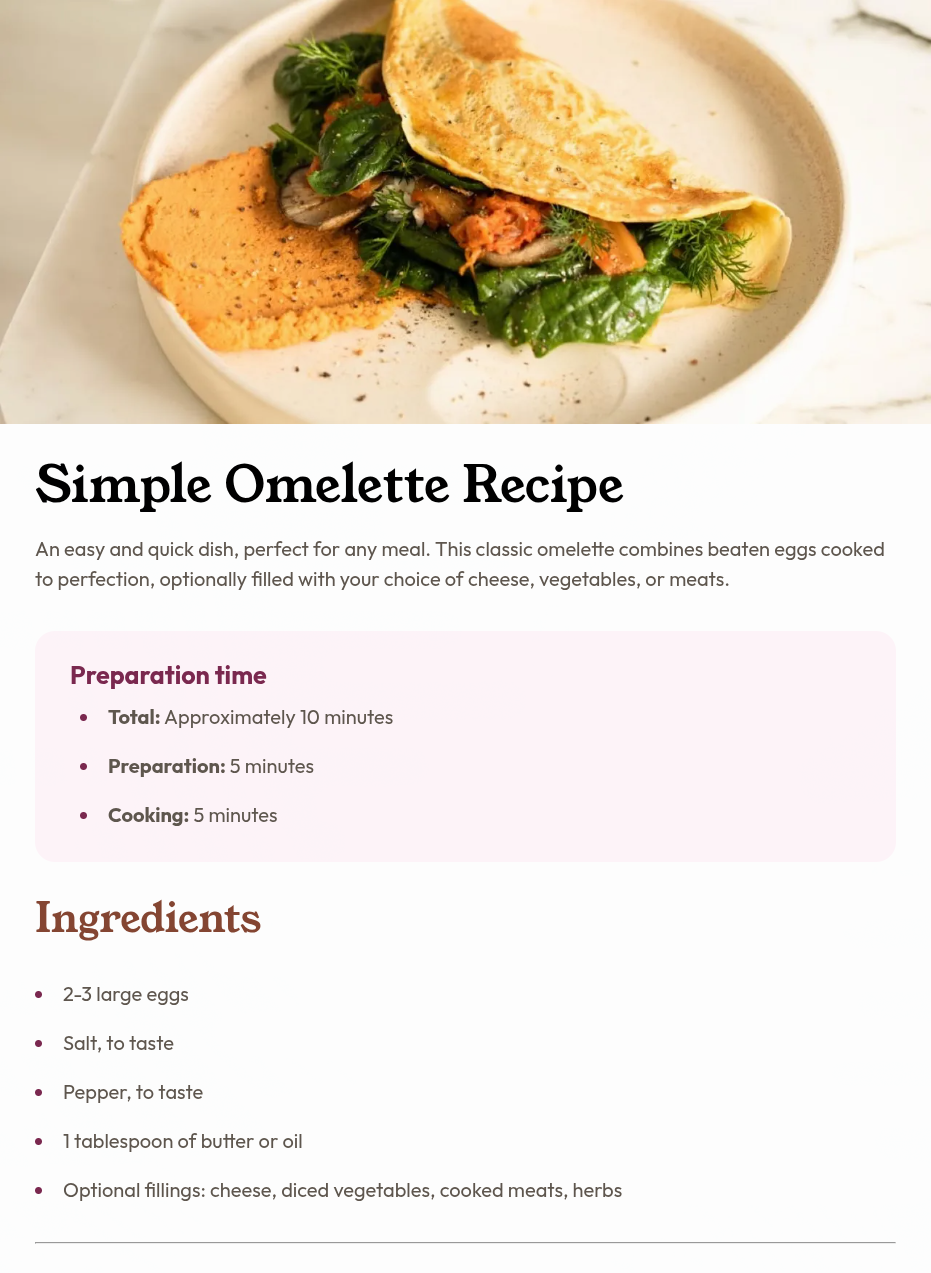 Simple Omelette Recipe
An easy and quick dish, perfect for any meal. This classic omelette combines beaten eggs cooked
to perfection, optionally filled with your choice of cheese, vegetables, or meats.
Preparation time
Total: Approximately 10 minutes
Preparation: 5 minutes
Cooking: 5 minutes
Ingredients
2-3 large eggs
Salt, to taste
Pepper, to taste
1 tablespoon of butter or oil
Optional fillings: cheese, diced vegetables, cooked meats, herbs